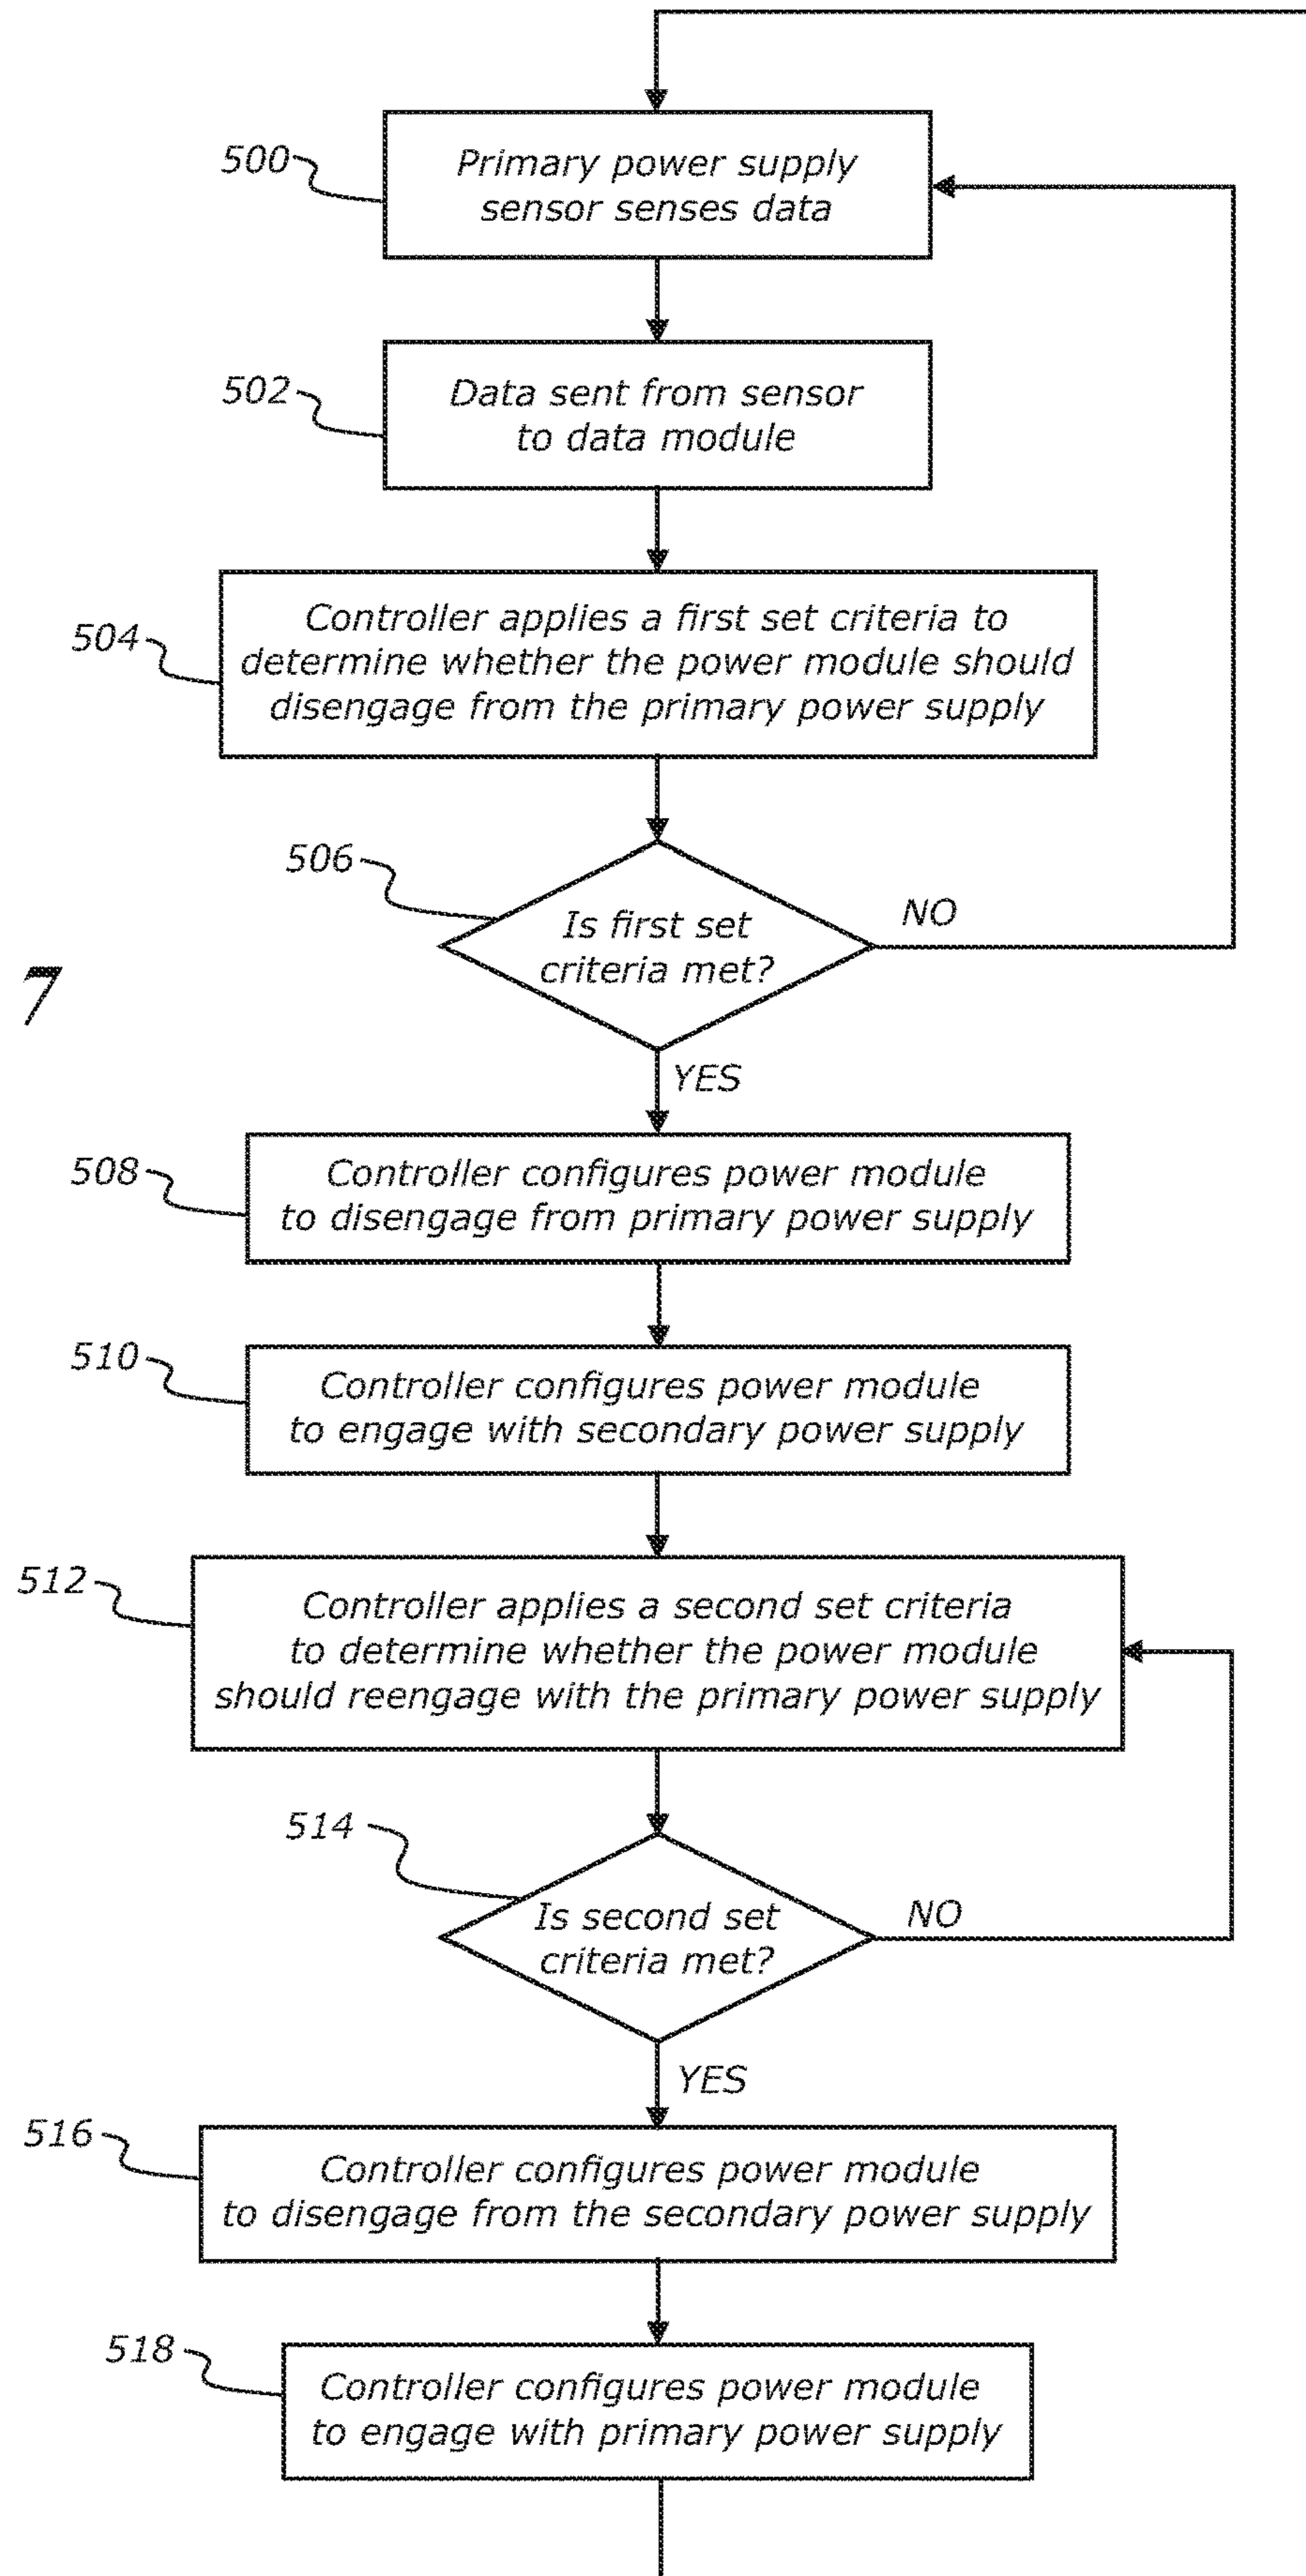 500
Primary power supply
sensor senses data
502
Data sent from sensor
to data module
504
Controller applies a first set criteria to
determine whether the power module should
disengage from the primary power supply
506
Is first set
criteria met?
NO
7
YES
508
Controller configures power module
to disengage from primary power supply
510
Controller configures power module
to engage with secondary power supply
512
Controller applies a second set criteria
to determine whether the power module
should reengage with the primary power supply
514
Is second set
criteria met?
NO
YES
516
Controller configures power module
to disengage from the secondary power supply
518
Controller configures power module
to engage with primary power supply